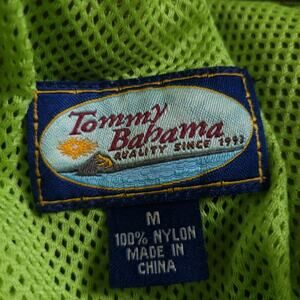 Tommy
Bahama
QUALITY SINCE 1993
M
100% NYLON
MADE IN
CHINA